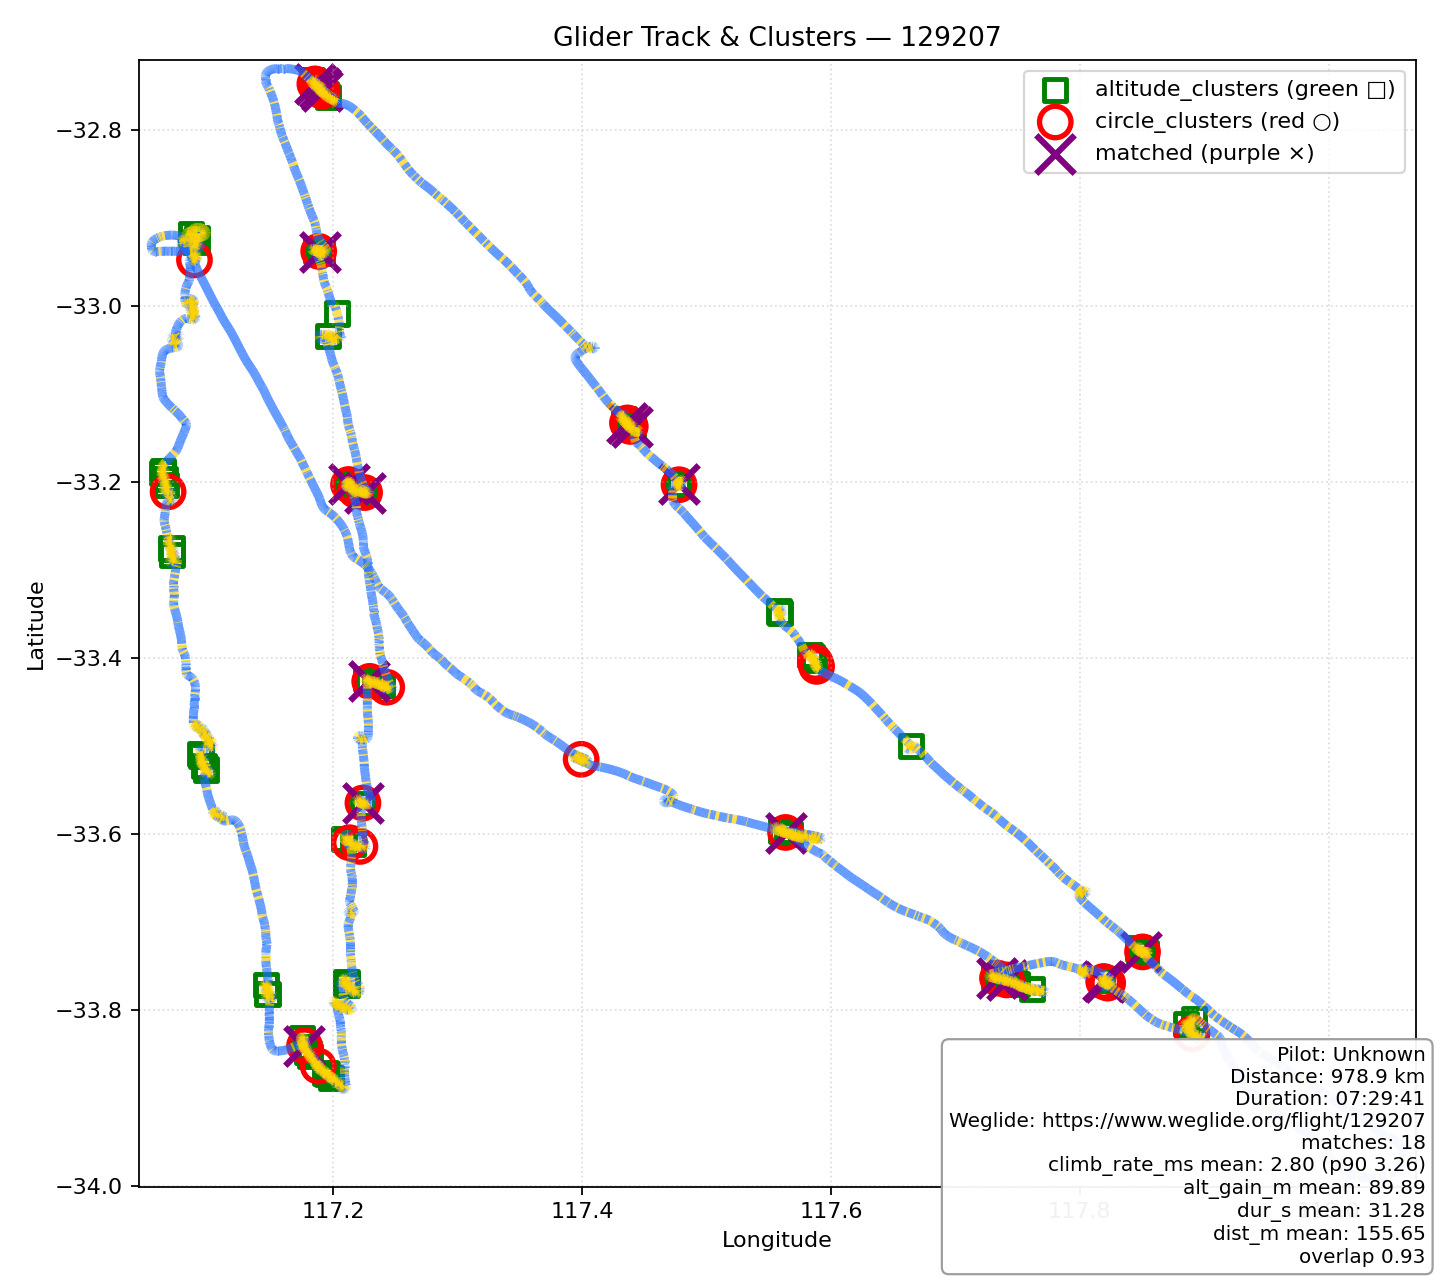 Glider Track & Clusters — 129207
altitude_clusters (green □)
circle_clusters (red ○)
matched (purple ×)
Latitude
−32.8
−33.0
−33.2
−33.4
−33.6
−33.8
−34.0
117.2
117.4
117.6
117.8
Longitude
Pilot: Unknown
Distance: 978.9 km
Duration: 07:29:41
Weglide: https://www.weglide.org/flight/129207
matches: 18
climb_rate_ms mean: 2.80 (p90 3.26)
alt_gain_m mean: 89.89
dur_s mean: 31.28
dist_m mean: 155.65
overlap 0.93